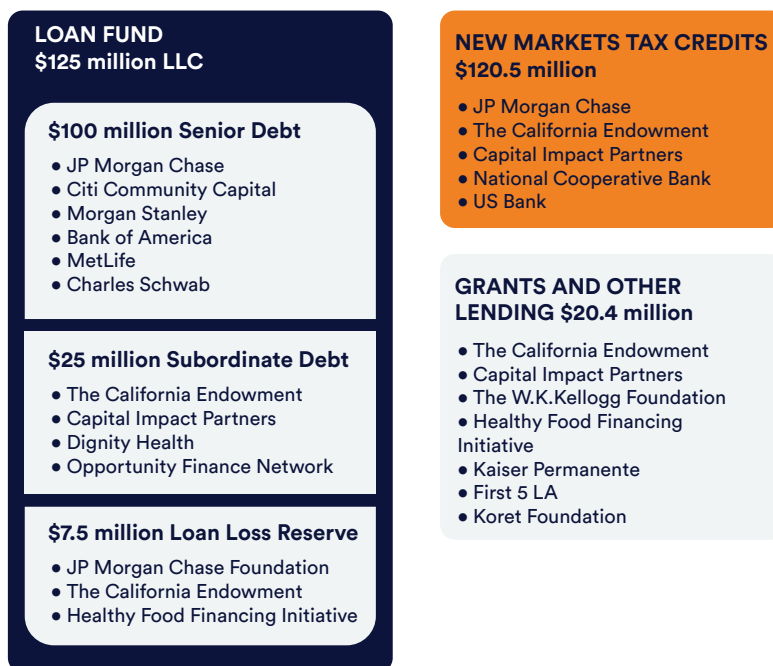 LOAN FUND
$125 million LLC
$100 million Senior Debt
● JP Morgan Chase
● Citi Community Capital
● Morgan Stanley
● Bank of America
● MetLife
● Charles Schwab
$25 million Subordinate Debt
● The California Endowment
● Capital Impact Partners
● Dignity Health
● Opportunity Finance Network
$7.5 million Loan Loss Reserve
● JP Morgan Chase Foundation
● The California Endowment
● Healthy Food Financing Initiative
NEW MARKETS TAX CREDITS
$120.5 million
● JP Morgan Chase
● The California Endowment
● Capital Impact Partners
● National Cooperative Bank
● US Bank
GRANTS AND OTHER
LENDING $20.4 million
● The California Endowment
● Capital Impact Partners
● The W.K.Kellogg Foundation
● Healthy Food Financing
Initiative
● Kaiser Permanente
● First 5 LA
● Koret Foundation